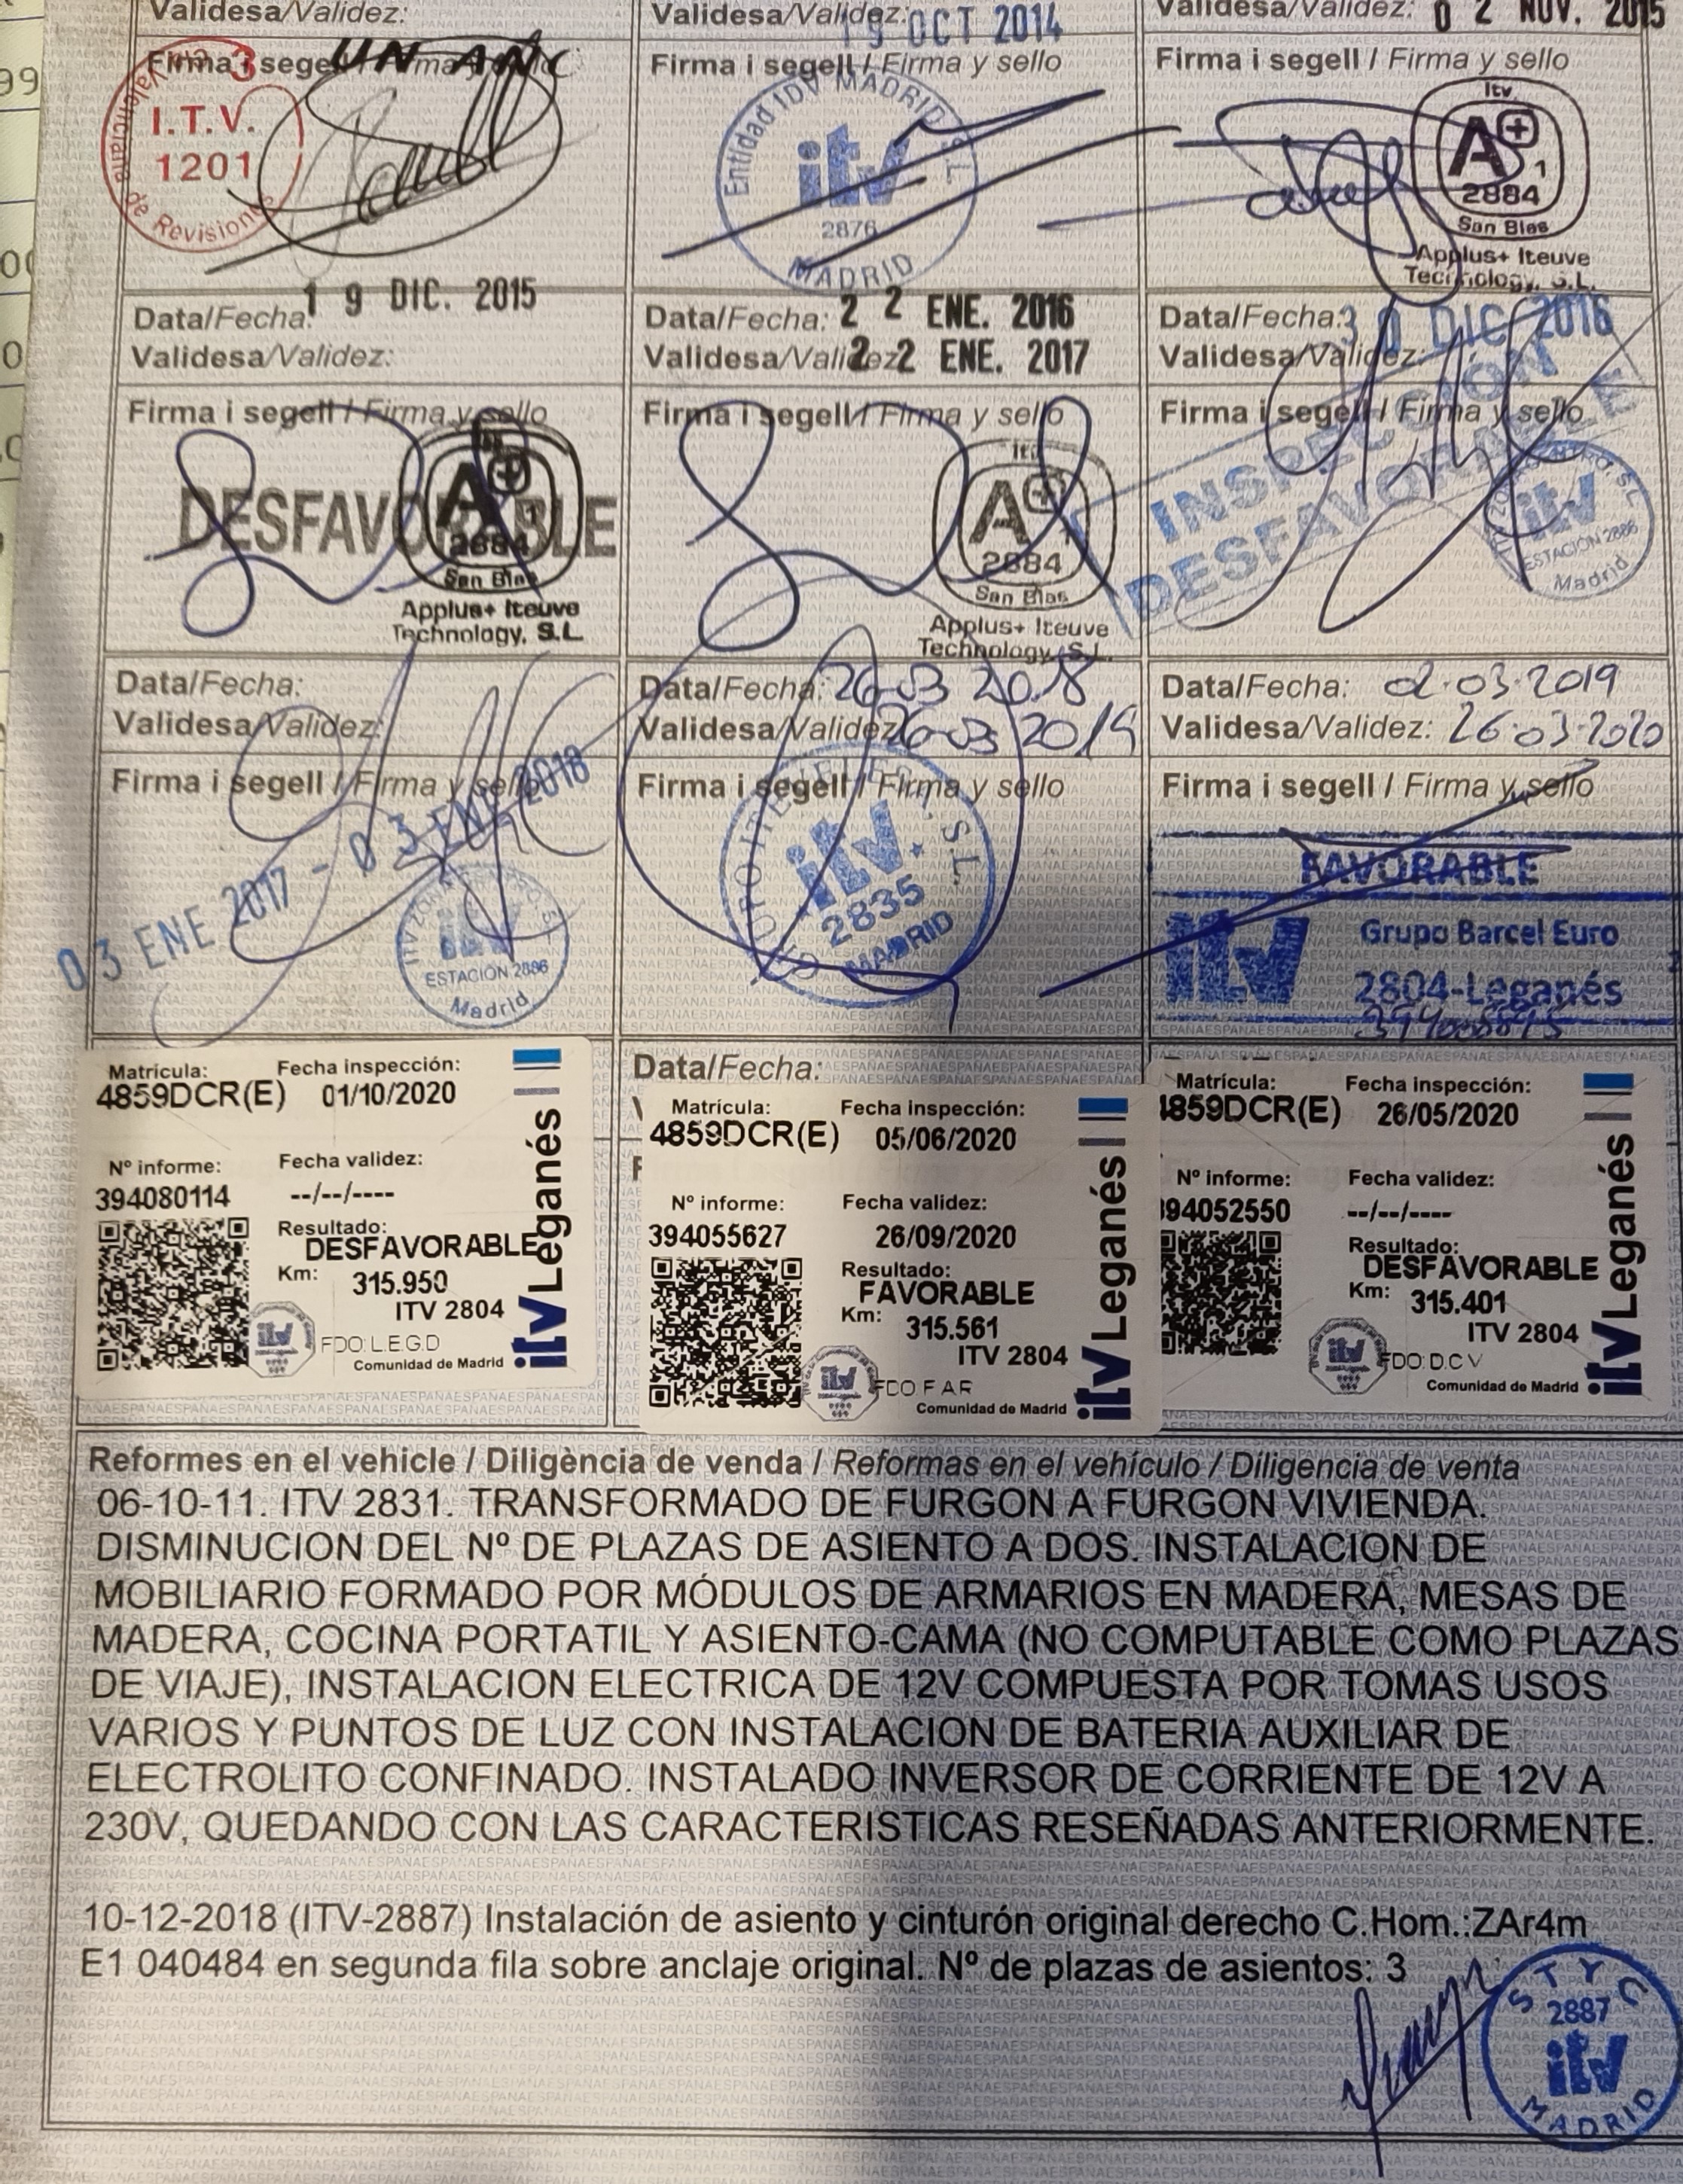 Validesa/Validez:
Validesa/Validez: 19 OCT 2014
Validesa/Validez: 0 2 NOV. 2015
Firma i segell / Firma y sello
UN AN
3
I.T.V.
1201
Valenciana de Revisiones
Firma i segell / Firma y sello
Entidad IDV MADRID S.L.
itv
2876
MADRID
Firma i segell / Firma y sello
Itv
A+
1
2884
San Blas
Applus+ Iteuve
Technology, S.L.
Data/Fecha: 1 9 DIC. 2015
Validesa/Validez:
Data/Fecha: 2 2 ENE. 2016
Validesa/Validez: 2 2 ENE. 2017
Data/Fecha: 3 0 DIC 2016
Validesa/Validez:
Firma i segell / Firma y sello
DESFAVORABLE
A+
1
2884
San Blas
Applus+ Iteuve
Technology, S.L.
Firma i segell / Firma y sello
Itv
A+
1
2884
San Blas
Applus+ Iteuve
Technology, S.L.
Firma i segell / Firma y sello
INSPECCIÓN
DESFAVORABLE
itv
ESTACIÓN 2886
Madrid
Data/Fecha:
Validesa/Validez:
Data/Fecha: 26-03 2018
Validesa/Validez: 26-03 2019
Data/Fecha: 02·03·2019
Validesa/Validez: 26·03·2020
Firma i segell / Firma y sello
0 3 ENE 2017 - 0 3 ENE 2018
itv
ESTACIÓN 2886
Madrid
Firma i segell / Firma y sello
itv
2835
MADRID
Firma i segell / Firma y sello
FAVORABLE
itv Grupo Barcel Euro
2804-Leganés
Matrícula: Fecha inspección:
4859DCR(E) 01/10/2020
Nº informe: Fecha validez:
394080114 --/--/----
Resultado:
DESFAVORABLE
Km: 315.950
ITV 2804
itv
FDO:L.E.G.D
Comunidad de Madrid
itv Leganés
Data/Fecha:
Matrícula: Fecha inspección:
4859DCR(E) 05/06/2020
Nº informe: Fecha validez:
394055627 26/09/2020
Resultado:
FAVORABLE
Km: 315.561
ITV 2804
itv
FDO.F.A.R
Comunidad de Madrid
itv Leganés
Matrícula: Fecha inspección:
4859DCR(E) 26/05/2020
Nº informe: Fecha validez:
394052550 --/--/----
Resultado:
DESFAVORABLE
Km: 315.401
ITV 2804
itv
FDO:D.C.V
Comunidad de Madrid
itv Leganés
Reformes en el vehicle / Diligència de venda / Reformas en el vehículo / Diligencia de venta
06-10-11. ITV 2831. TRANSFORMADO DE FURGON A FURGON VIVIENDA.
DISMINUCION DEL Nº DE PLAZAS DE ASIENTO A DOS. INSTALACION DE
MOBILIARIO FORMADO POR MÓDULOS DE ARMARIOS EN MADERA, MESAS DE
MADERA, COCINA PORTATIL Y ASIENTO-CAMA (NO COMPUTABLE COMO PLAZAS
DE VIAJE), INSTALACION ELECTRICA DE 12V COMPUESTA POR TOMAS USOS
VARIOS Y PUNTOS DE LUZ CON INSTALACION DE BATERIA AUXILIAR DE
ELECTROLITO CONFINADO. INSTALADO INVERSOR DE CORRIENTE DE 12V A
230V, QUEDANDO CON LAS CARACTERISTICAS RESEÑADAS ANTERIORMENTE.
10-12-2018 (ITV-2887) Instalación de asiento y cinturón original derecho C.Hom.:ZAr4m
E1 040484 en segunda fila sobre anclaje original. Nº de plazas de asientos: 3
STYC
2887
itv
MADRID